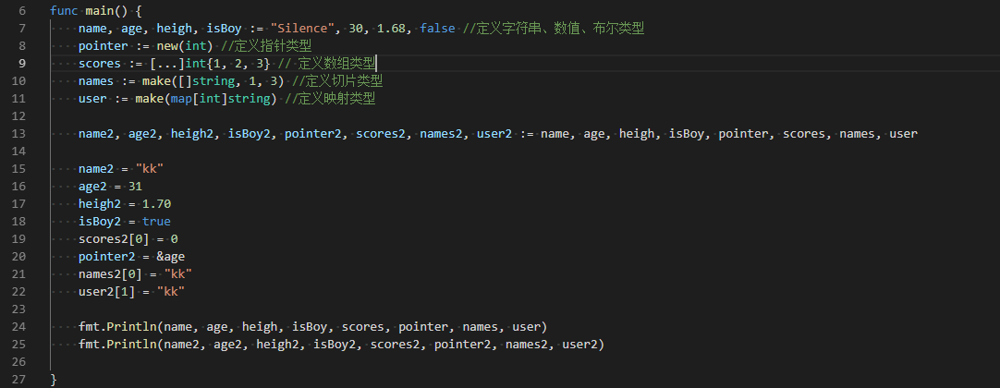 6 func main() {
7 name, age, heigh, isBoy := "Silence", 30, 1.68, false //定义字符串、数值、布尔类型
8 pointer := new(int) //定义指针类型
9 scores := [...]int{1, 2, 3} // 定义数组类型
10 names := make([]string, 1, 3) //定义切片类型
11 user := make(map[int]string) //定义映射类型
12
13 name2, age2, heigh2, isBoy2, pointer2, scores2, names2, user2 := name, age, heigh, isBoy, pointer, scores, names, user
14
15 name2 = "kk"
16 age2 = 31
17 heigh2 = 1.70
18 isBoy2 = true
19 scores2[0] = 0
20 pointer2 = &age
21 names2[0] = "kk"
22 user2[1] = "kk"
23
24 fmt.Println(name, age, heigh, isBoy, scores, pointer, names, user)
25 fmt.Println(name2, age2, heigh2, isBoy2, scores2, pointer2, names2, user2)
26
27 }